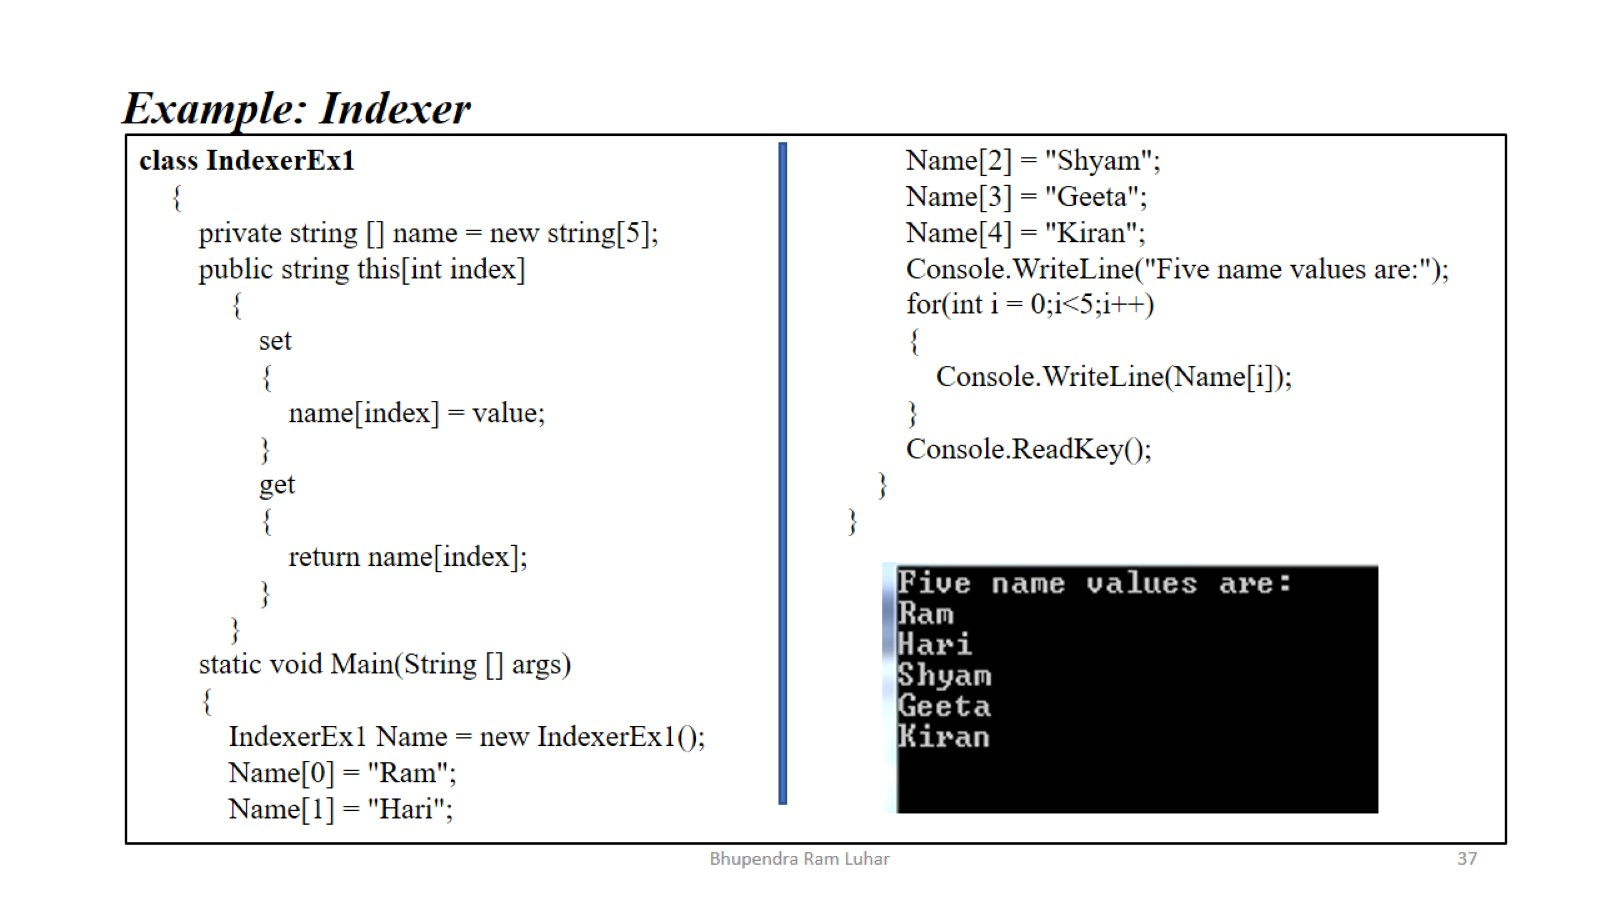 Example: Indexer
class IndexerEx1
{
private string [] name = new string[5];
public string this[int index]
{
set
{
name[index] = value;
}
get
{
return name[index];
}
}
static void Main(String [] args)
{
IndexerEx1 Name = new IndexerEx1();
Name[0] = "Ram";
Name[1] = "Hari";
Name[2] = "Shyam";
Name[3] = "Geeta";
Name[4] = "Kiran";
Console.WriteLine("Five name values are:");
for(int i = 0;i<5;i++)
{
Console.WriteLine(Name[i]);
}
Console.ReadKey();
}
}
Five name values are:
Ram
Hari
Shyam
Geeta
Kiran
Bhupendra Ram Luhar
37